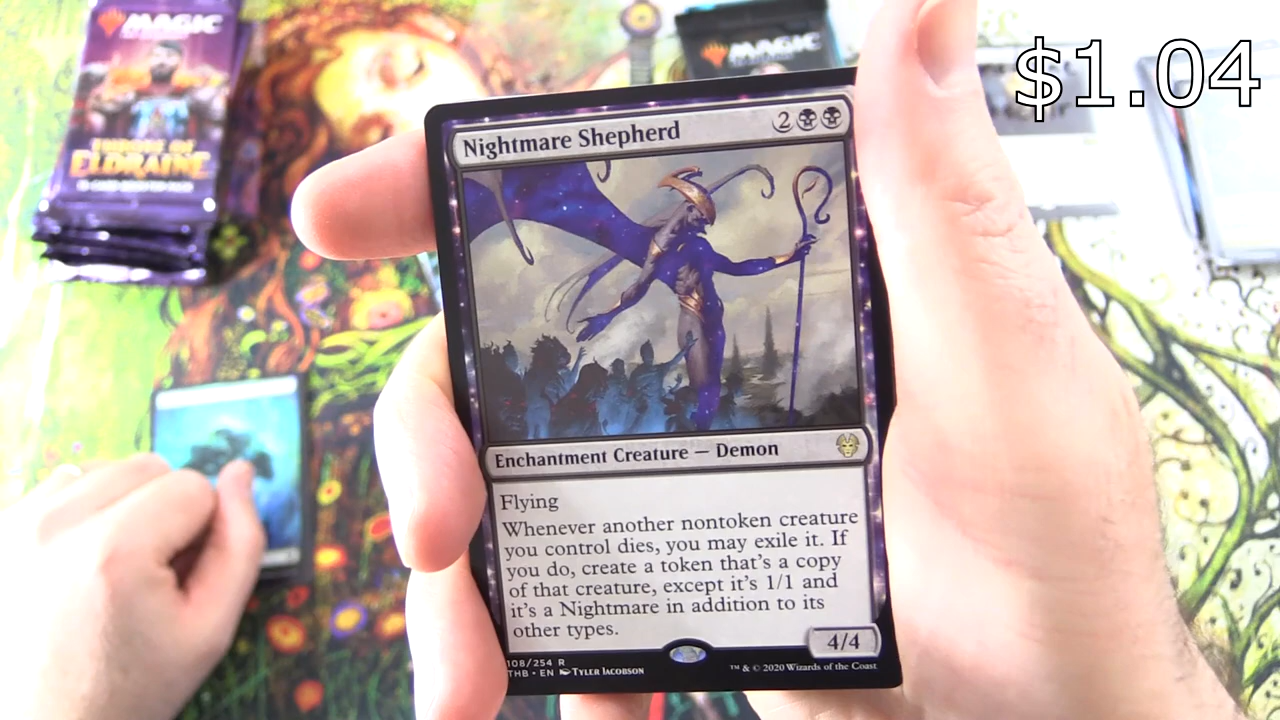 MAGIC
THRONE OF
ELDRAINE
MAGIC
$1.04
Nightmare Shepherd 2
Enchantment Creature — Demon
Flying
Whenever another nontoken creature
you control dies, you may exile it. If
you do, create a token that's a copy
of that creature, except it's 1/1 and
it's a Nightmare in addition to its
other types.
4/4
108/254 R
THB • EN Tyler Jacobson
™ & © 2020 Wizards of the Coast